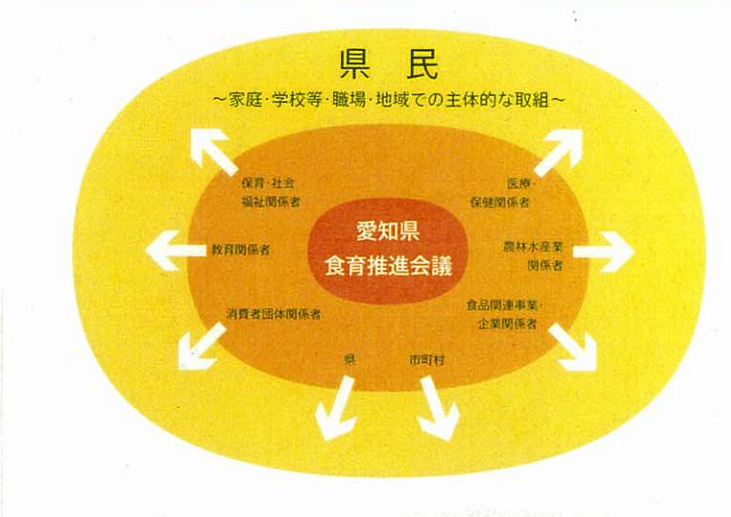 県 民
～家庭・学校等・職場・地域での主体的な取組～
保育・社会
福祉関係者
医療・
保健関係者
愛知県
食育推進会議
教育関係者
農林水産業
関係者
消費者団体関係者
食品関連事業・
企業関係者
県
市町村